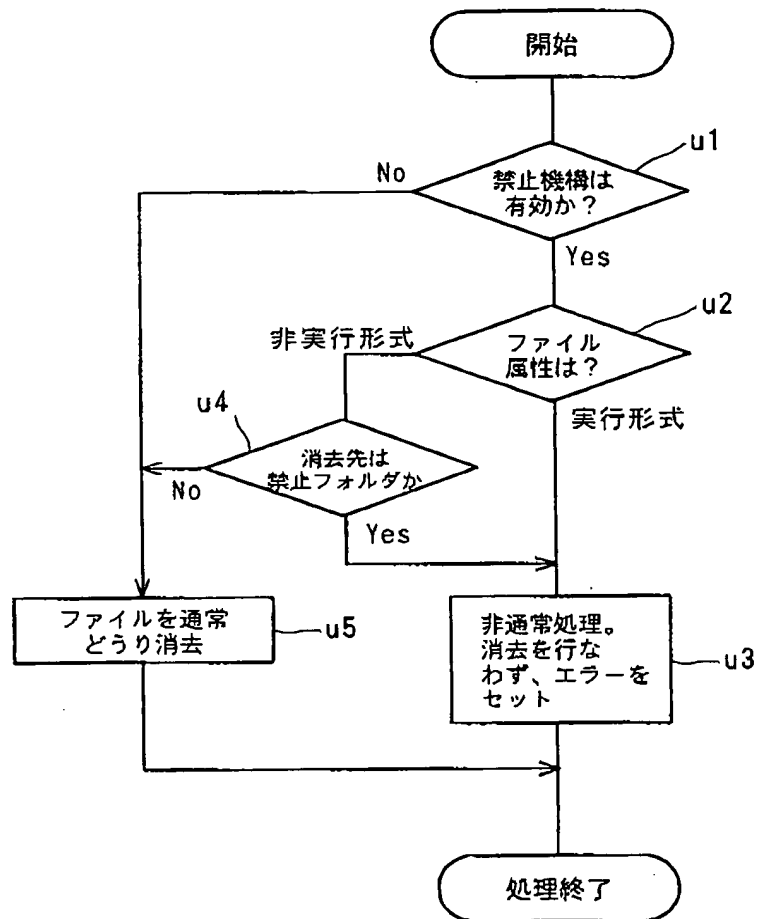 開始
u1
No
禁止機構は
有効か？
Yes
u2
非実行形式
ファイル
属性は？
u4
実行形式
消去先は
禁止フォルダか
No
Yes
ファイルを通常
どうり消去
u5
非通常処理。
消去を行な
わず、エラーを
セット
u3
処理終了